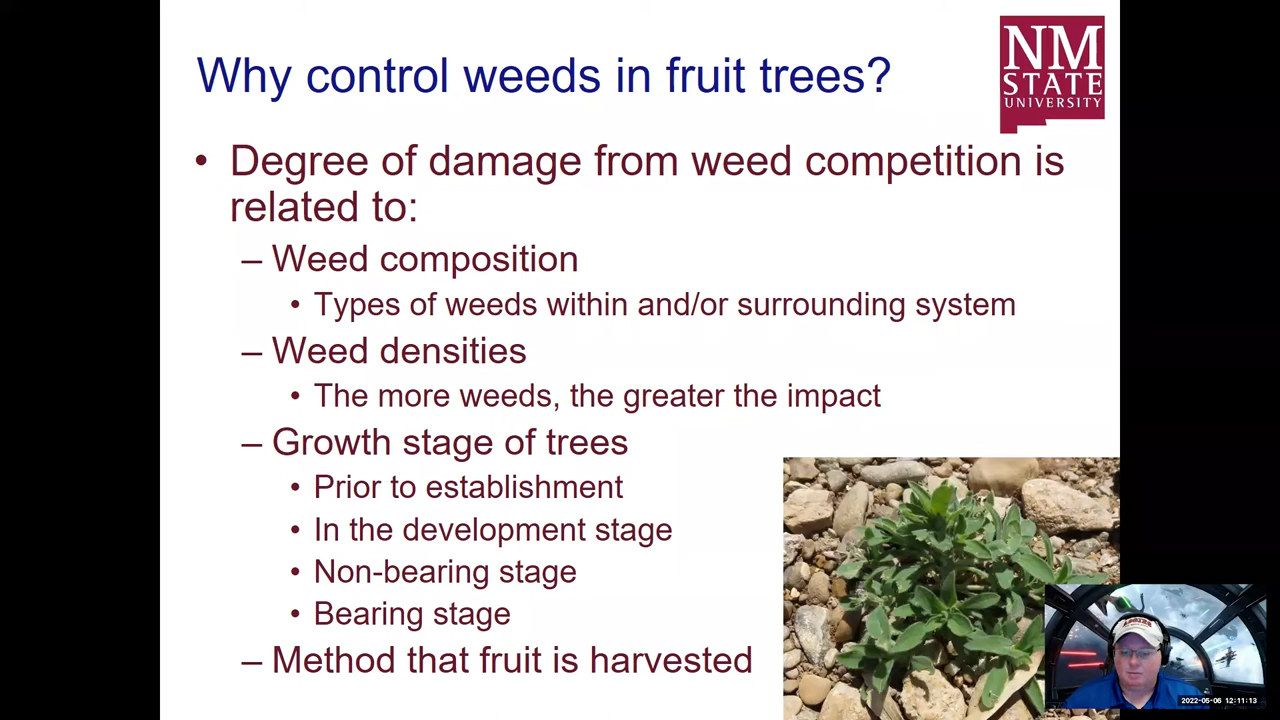 Why control weeds in fruit trees?
NM
STATE
UNIVERSITY
• Degree of damage from weed competition is
related to:
– Weed composition
• Types of weeds within and/or surrounding system
– Weed densities
• The more weeds, the greater the impact
– Growth stage of trees
• Prior to establishment
• In the development stage
• Non-bearing stage
• Bearing stage
– Method that fruit is harvested
2022-05-06 12:11:13